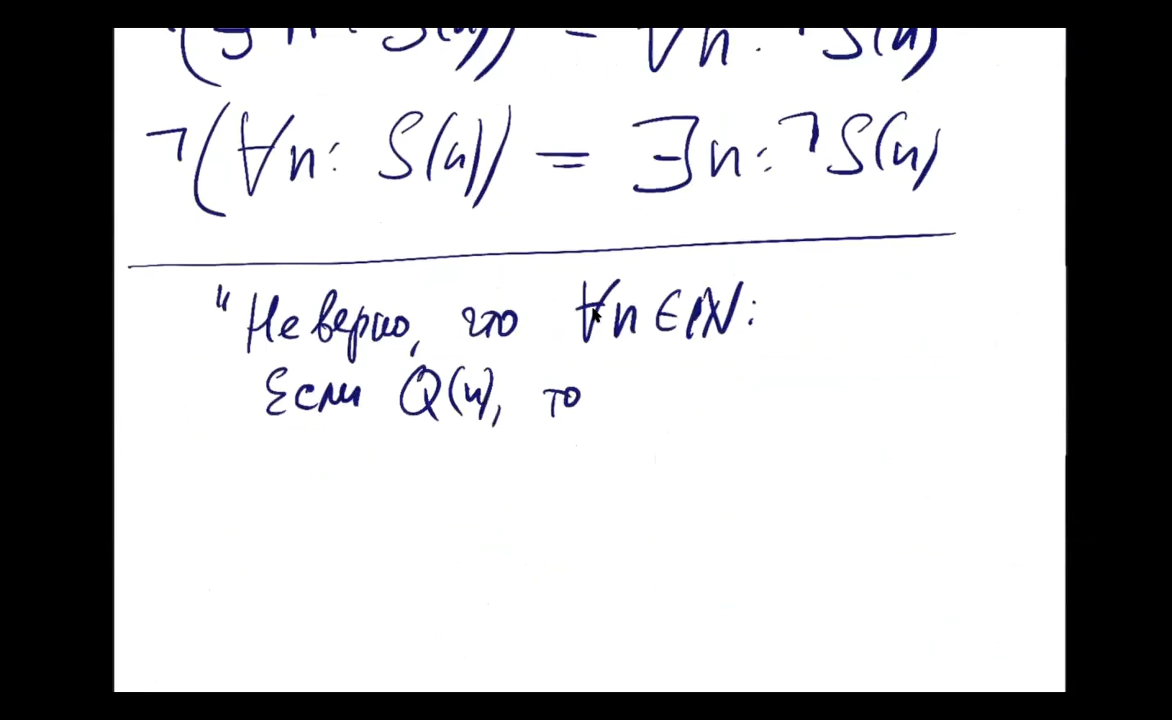 ¬(∃n: S(n)) = ∀n: ¬S(n)
¬(∀n: S(n)) = ∃n: ¬S(n)
"Неверно, что ∀n∈ℕ:
Если Q(n), то